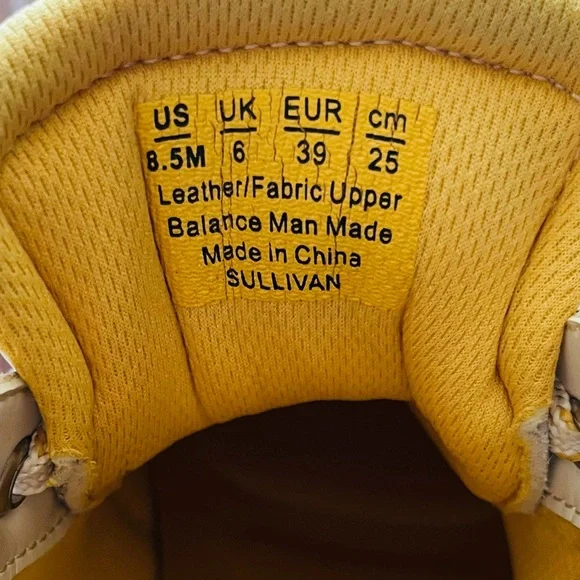 US UK EUR cm
8.5M 6 39 25
Leather/Fabric Upper
Balance Man Made
Made in China
SULLIVAN